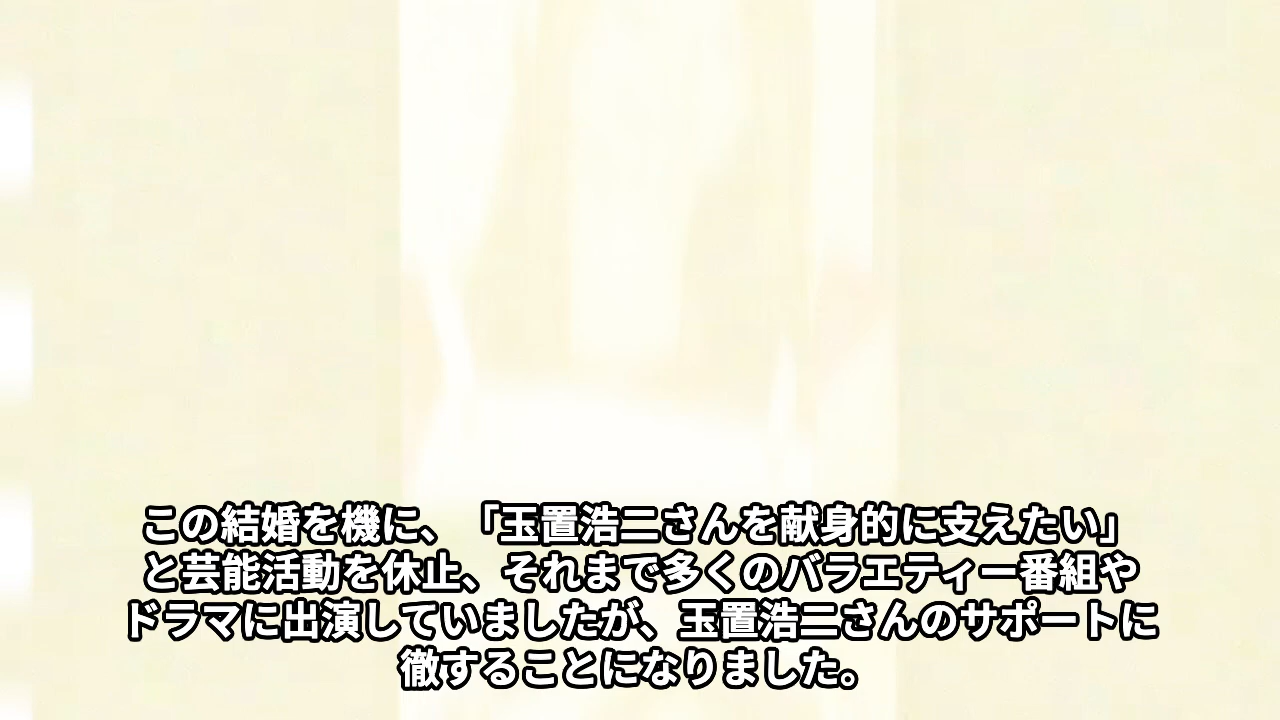 この結婚を機に、「玉置浩二さんを献身的に支えたい」
と芸能活動を休止、それまで多くのバラエティー番組や
ドラマに出演していましたが、玉置浩二さんのサポートに
徹することになりました。